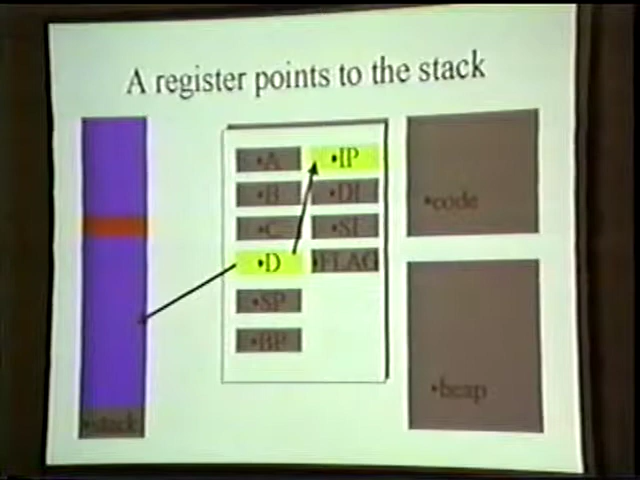 A register points to the stack
•A
•IP
•B
•DI
•C
•SI
•D
•FLAG
•SP
•BP
•code
•heap
•stack